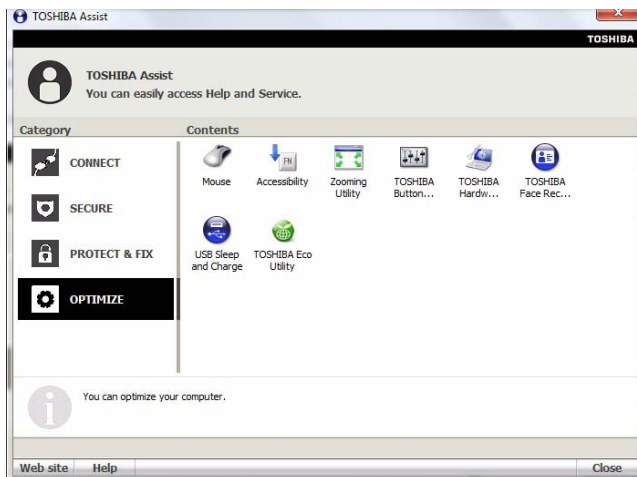 TOSHIBA Assist
TOSHIBA
TOSHIBA Assist
You can easily access Help and Service.
Category
Contents
CONNECT
SECURE
PROTECT & FIX
OPTIMIZE
Mouse
Accessibility
FN
Zooming
Utility
TOSHIBA
Button...
TOSHIBA
Hardw...
TOSHIBA
Face Rec...
USB Sleep
and Charge
TOSHIBA Eco
Utility
You can optimize your computer.
Web site
Help
Close